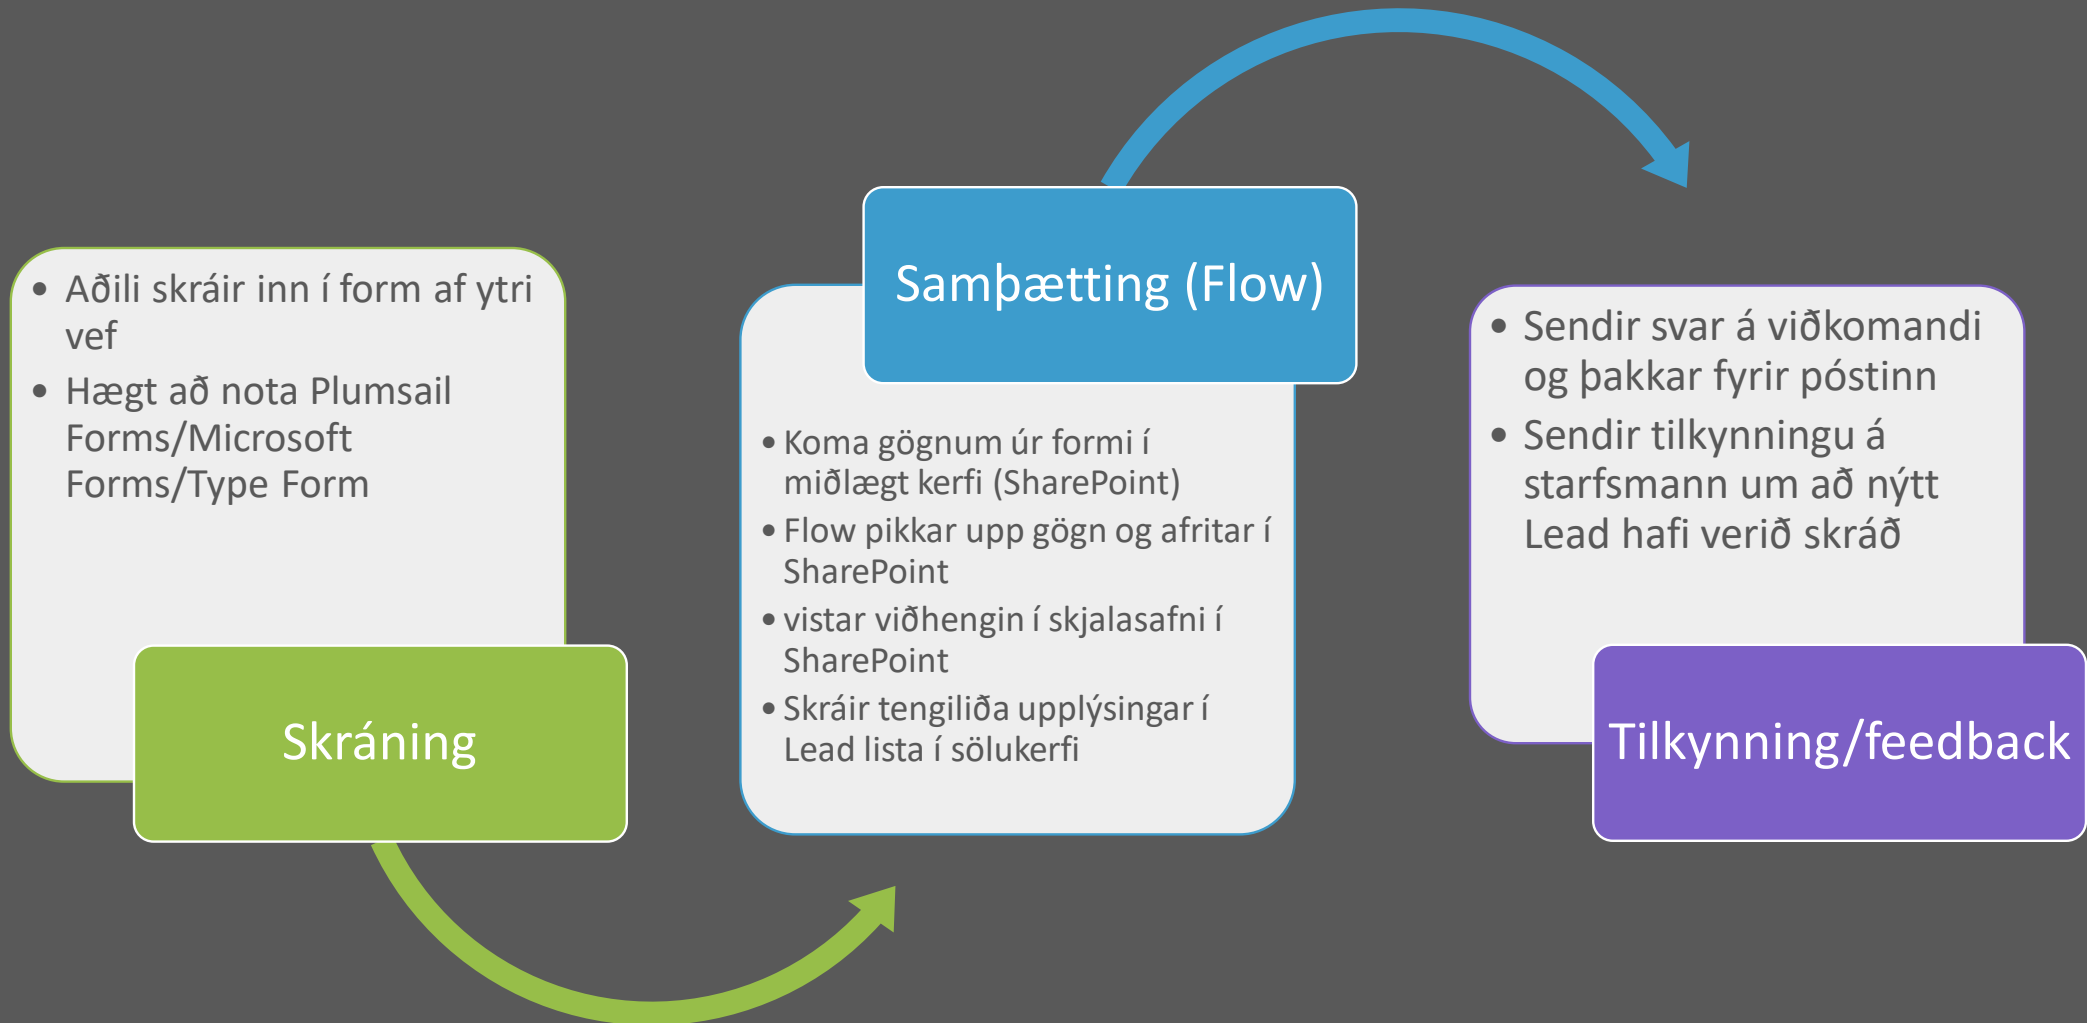 • Aðili skráir inn í form af ytri
vef
• Hægt að nota Plumsail
Forms/Microsoft
Forms/Type Form
Skráning
Samþætting (Flow)
• Koma gögnum úr formi í
miðlægt kerfi (SharePoint)
• Flow pikkar upp gögn og afritar í
SharePoint
• vistar viðhengin í skjalasafni í
SharePoint
• Skráir tengiliða upplýsingar í
Lead lista í sölukerfi
• Sendir svar á viðkomandi
og þakkar fyrir póstinn
• Sendir tilkynningu á
starfsmann um að nýtt
Lead hafi verið skráð
Tilkynning/feedback